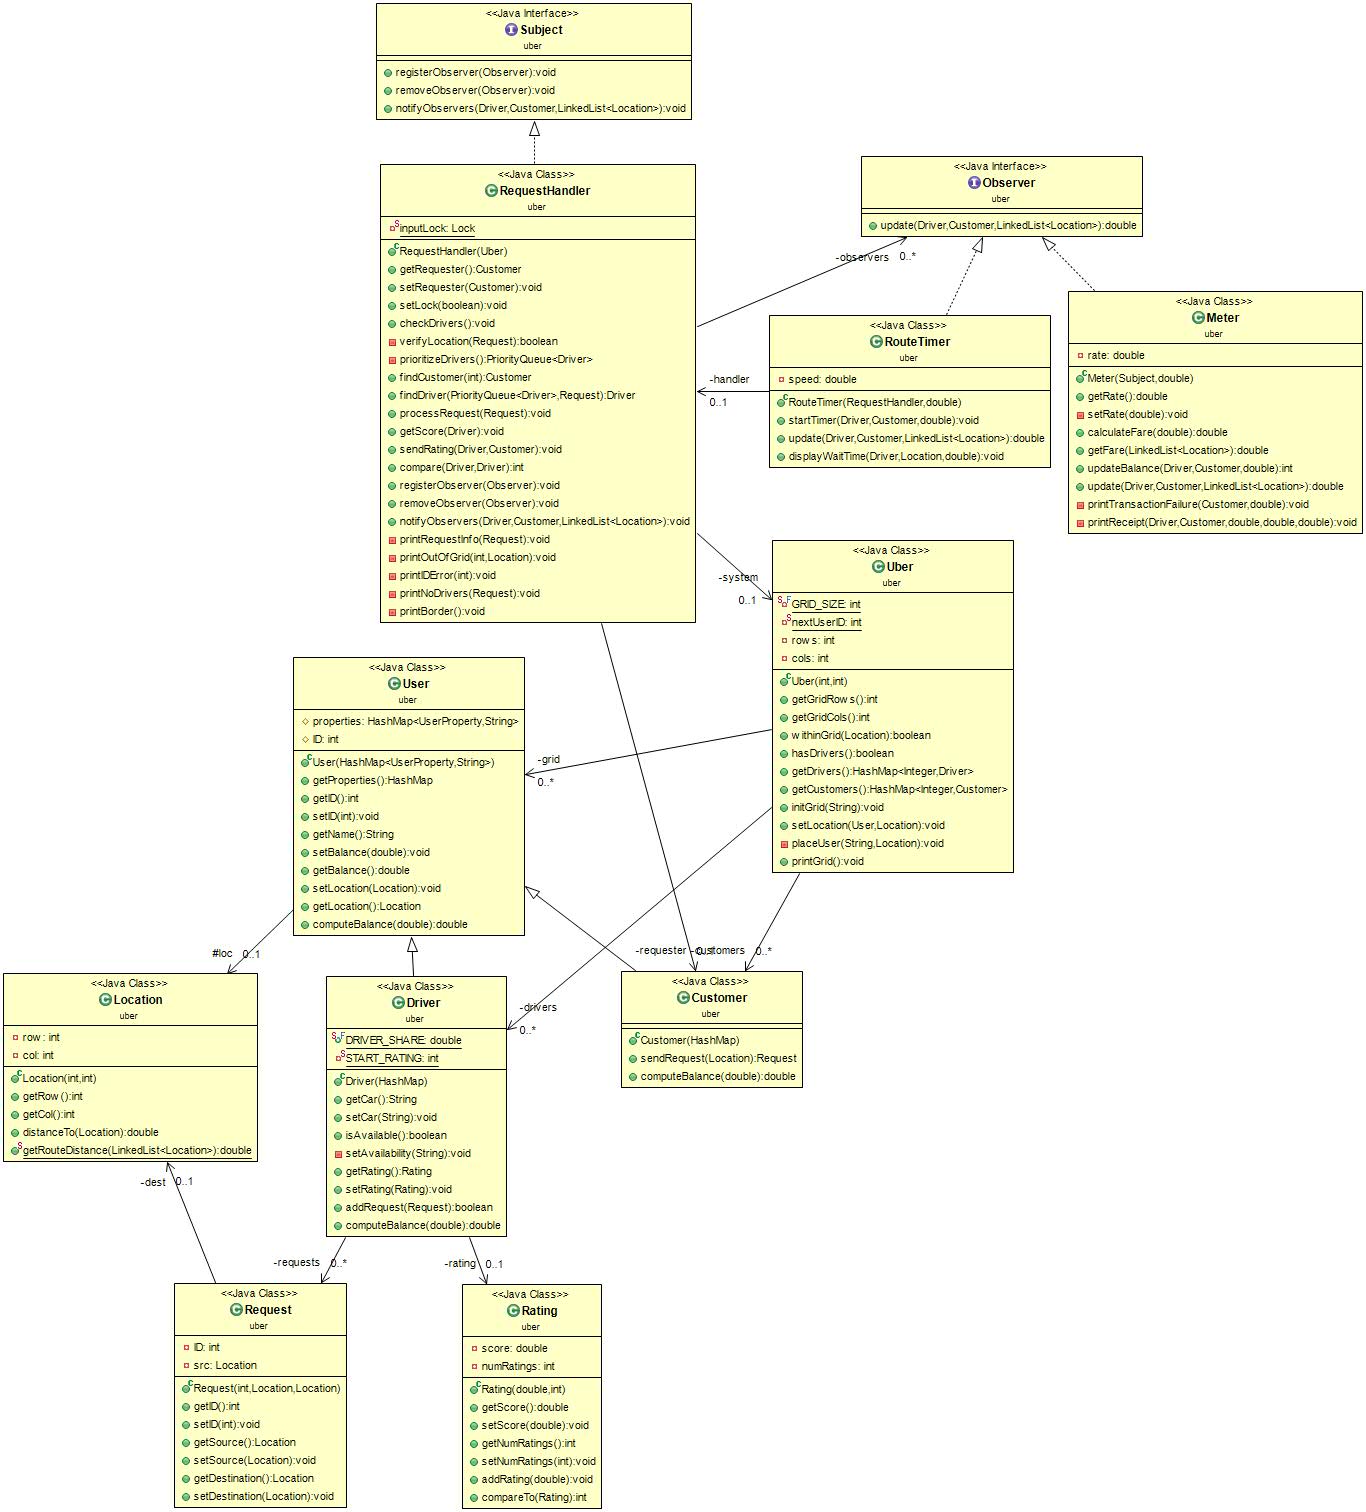 <<Java Interface>>
Subject
uber
registerObserver(Observer):void
removeObserver(Observer):void
notifyObservers(Driver,Customer,LinkedList<Location>):void
<<Java Class>>
RequestHandler
uber
inputLock: Lock
RequestHandler(Uber)
getRequester():Customer
setRequester(Customer):void
setLock(boolean):void
checkDrivers():void
verifyLocation(Request):boolean
prioritizeDrivers():PriorityQueue<Driver>
findCustomer(int):Customer
findDriver(PriorityQueue<Driver>,Request):Driver
processRequest(Request):void
getScore(Driver):void
sendRating(Driver,Customer):void
compare(Driver,Driver):int
registerObserver(Observer):void
removeObserver(Observer):void
notifyObservers(Driver,Customer,LinkedList<Location>):void
printRequestInfo(Request):void
printOutOfGrid(int,Location):void
printIDError(int):void
printNoDrivers(Request):void
printBorder():void
<<Java Interface>>
Observer
uber
update(Driver,Customer,LinkedList<Location>):double
-observers 0..*
<<Java Class>>
RouteTimer
uber
speed: double
RouteTimer(RequestHandler,double)
startTimer(Driver,Customer,double):void
update(Driver,Customer,LinkedList<Location>):double
displayWaitTime(Driver,Location,double):void
-handler
0..1
<<Java Class>>
Meter
uber
rate: double
Meter(Subject,double)
getRate():double
setRate(double):void
calculateFare(double):double
getFare(LinkedList<Location>):double
updateBalance(Driver,Customer,double):int
update(Driver,Customer,LinkedList<Location>):double
printTransactionFailure(Customer,double):void
printReceipt(Driver,Customer,double,double,double):void
-system
0..1
<<Java Class>>
Uber
uber
GRID_SIZE: int
nextUserID: int
rows: int
cols: int
Uber(int,int)
getGridRows():int
getGridCols():int
withinGrid(Location):boolean
hasDrivers():boolean
getDrivers():HashMap<Integer,Driver>
getCustomers():HashMap<Integer,Customer>
initGrid(String):void
setLocation(User,Location):void
placeUser(String,Location):void
printGrid():void
<<Java Class>>
User
uber
properties: HashMap<UserProperty,String>
ID: int
User(HashMap<UserProperty,String>)
getProperties():HashMap
getID():int
setID(int):void
getName():String
setBalance(double):void
getBalance():double
setLocation(Location):void
getLocation():Location
computeBalance(double):double
-grid
0..*
#loc 0..1
-requester 0..1
-customers 0..*
-drivers
0..*
<<Java Class>>
Location
uber
row: int
col: int
Location(int,int)
getRow():int
getCol():int
distanceTo(Location):double
getRouteDistance(LinkedList<Location>):double
<<Java Class>>
Driver
uber
DRIVER_SHARE: double
START_RATING: int
Driver(HashMap)
getCar():String
setCar(String):void
isAvailable():boolean
setAvailability(String):void
getRating():Rating
setRating(Rating):void
addRequest(Request):boolean
computeBalance(double):double
<<Java Class>>
Customer
uber
Customer(HashMap)
sendRequest(Location):Request
computeBalance(double):double
-dest 0..1
-requests 0..*
-rating 0..1
<<Java Class>>
Request
uber
ID: int
src: Location
Request(int,Location,Location)
getID():int
setID(int):void
getSource():Location
setSource(Location):void
getDestination():Location
setDestination(Location):void
<<Java Class>>
Rating
uber
score: double
numRatings: int
Rating(double,int)
getScore():double
setScore(double):void
getNumRatings():int
setNumRatings(int):void
addRating(double):void
compareTo(Rating):int